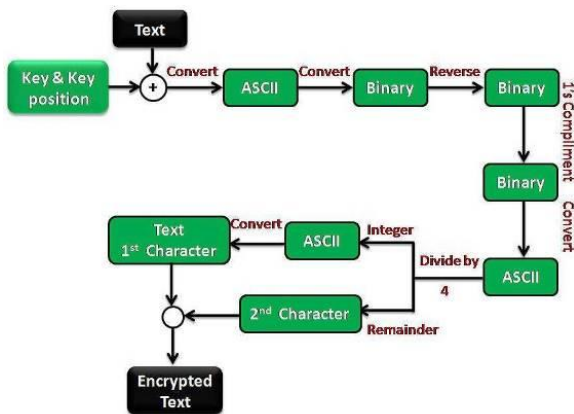 Text
Key & Key
position
+
Convert
ASCII
Convert
Binary
Reverse
Binary
1's Compliment
Binary
Convert
ASCII
Divide by
4
Integer
ASCII
Convert
Text
1st Character
Remainder
2nd Character
Encrypted
Text